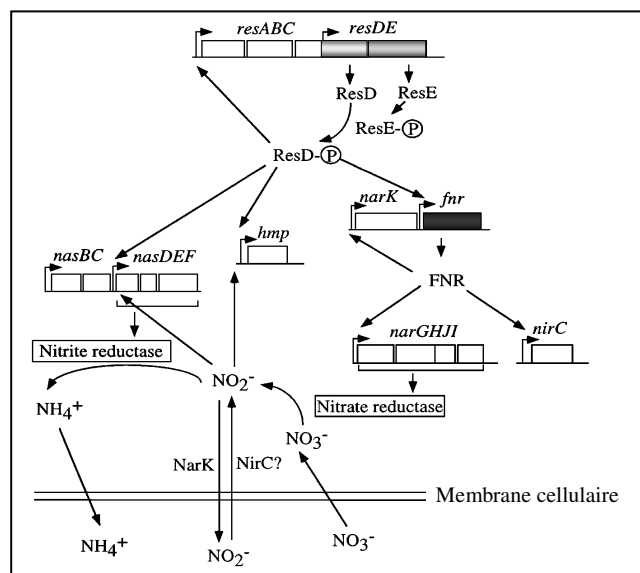 resABC resDE
ResD ResE
ResE-Ⓟ
ResD-Ⓟ
narK fnr
hmp
nasBC nasDEF
FNR
narGHJI nirC
Nitrite reductase
NO2-
NH4+
Nitrate reductase
NO3-
NarK NirC?
Membrane cellulaire
NH4+
NO2-
NO3-